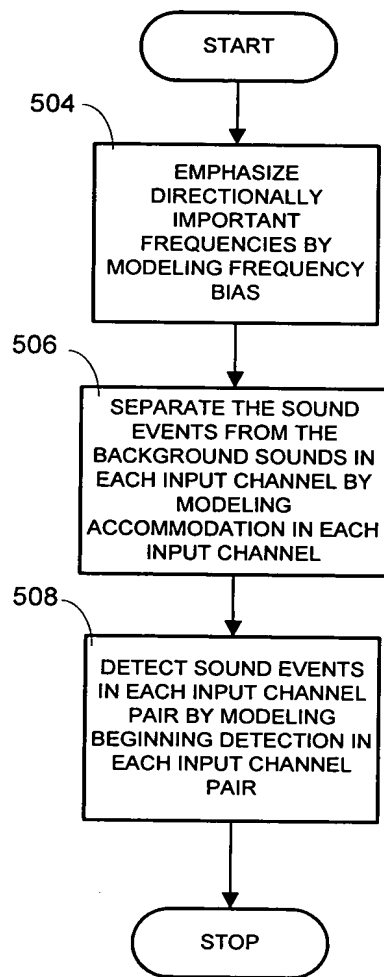 START
504
EMPHASIZE
DIRECTIONALLY
IMPORTANT
FREQUENCIES BY
MODELING FREQUENCY
BIAS
506
SEPARATE THE SOUND
EVENTS FROM THE
BACKGROUND SOUNDS IN
EACH INPUT CHANNEL BY
MODELING
ACCOMMODATION IN EACH
INPUT CHANNEL
508
DETECT SOUND EVENTS
IN EACH INPUT CHANNEL
PAIR BY MODELING
BEGINNING DETECTION IN
EACH INPUT CHANNEL
PAIR
STOP